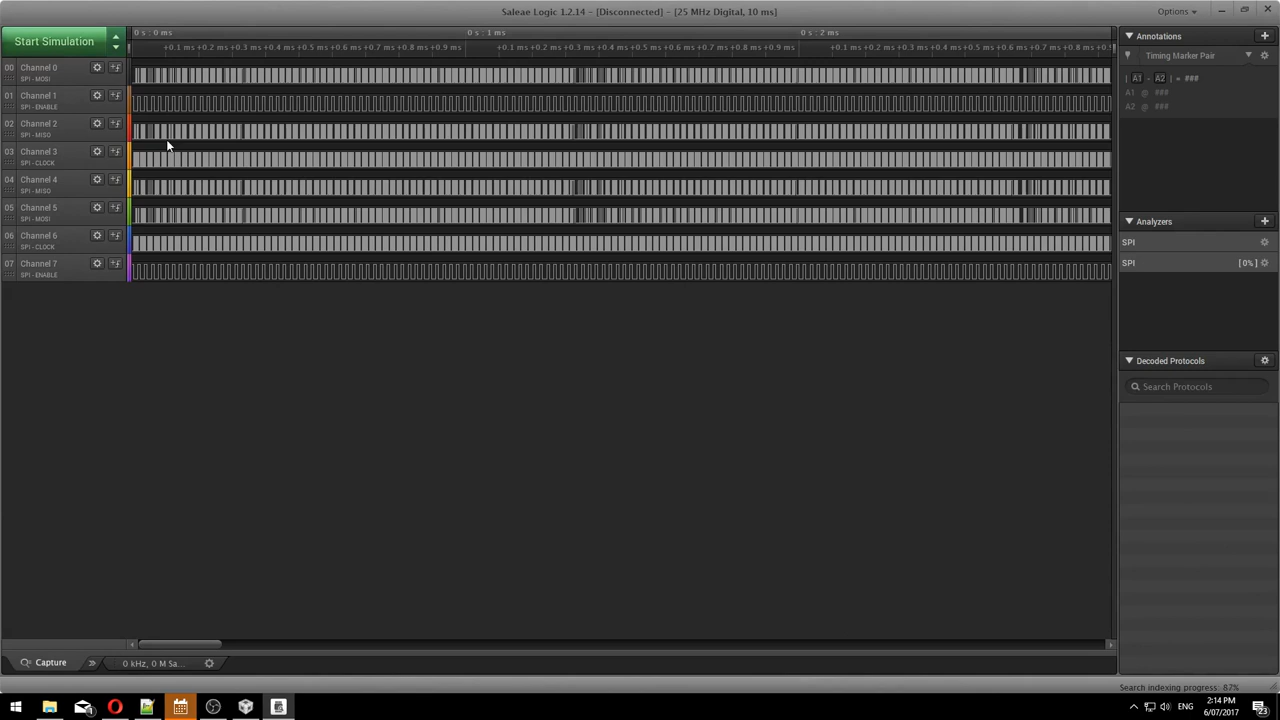 Saleae Logic 1.2.14 - [Disconnected] - [25 MHz Digital, 10 ms]
Options
Start Simulation
0 s : 0 ms
0 s : 1 ms
0 s : 2 ms
+0.1 ms +0.2 ms +0.3 ms +0.4 ms +0.5 ms +0.6 ms +0.7 ms +0.8 ms +0.9 ms
+0.1 ms +0.2 ms +0.3 ms +0.4 ms +0.5 ms +0.6 ms +0.7 ms +0.8 ms +0.9 ms
+0.1 ms +0.2 ms +0.3 ms +0.4 ms +0.5 ms +0.6 ms +0.7 ms +0.8 ms
00 Channel 0
SPI - MOSI
01 Channel 1
SPI - ENABLE
02 Channel 2
SPI - MISO
03 Channel 3
SPI - CLOCK
04 Channel 4
SPI - MISO
05 Channel 5
SPI - MOSI
06 Channel 6
SPI - CLOCK
07 Channel 7
SPI - ENABLE
Annotations
Timing Marker Pair
| A1 - A2 | = ###
A1 @ ###
A2 @ ###
Analyzers
SPI
SPI [0%]
Decoded Protocols
Search Protocols
Capture
0 kHz, 0 M Sa...
Search indexing progress: 87%
ENG
2:14 PM
6/07/2017
23